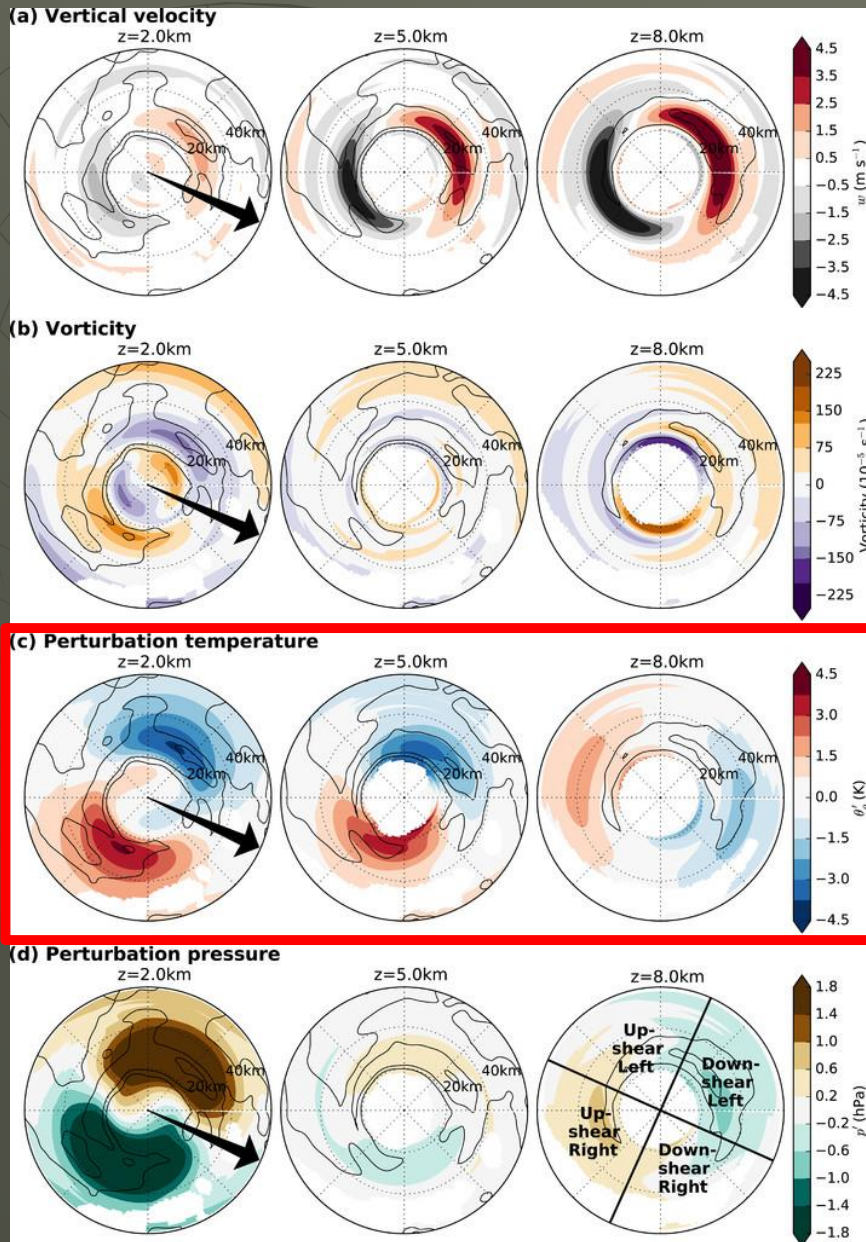 (a) Vertical velocity
z=2.0km
z=5.0km
z=8.0km
40km
20km
40km
20km
40km
20km
4.5
3.5
2.5
1.5
0.5
−0.5
−1.5
−2.5
−3.5
−4.5
w (m s⁻¹)
(b) Vorticity
z=2.0km
z=5.0km
z=8.0km
40km
20km
40km
20km
40km
20km
225
150
75
0
−75
−150
−225
Vorticity (10⁻⁵ s⁻¹)
(c) Perturbation temperature
z=2.0km
z=5.0km
z=8.0km
40km
20km
40km
20km
40km
20km
4.5
3.0
1.5
0.0
−1.5
−3.0
−4.5
(K)
(d) Perturbation pressure
z=2.0km
z=5.0km
z=8.0km
40km
20km
40km
20km
Up-
shear
Left
Down-
shear
Left
Up-
shear
Right
Down-
shear
Right
1.8
1.4
1.0
0.6
0.2
−0.2
−0.6
−1.0
−1.4
−1.8
p′ (hPa)